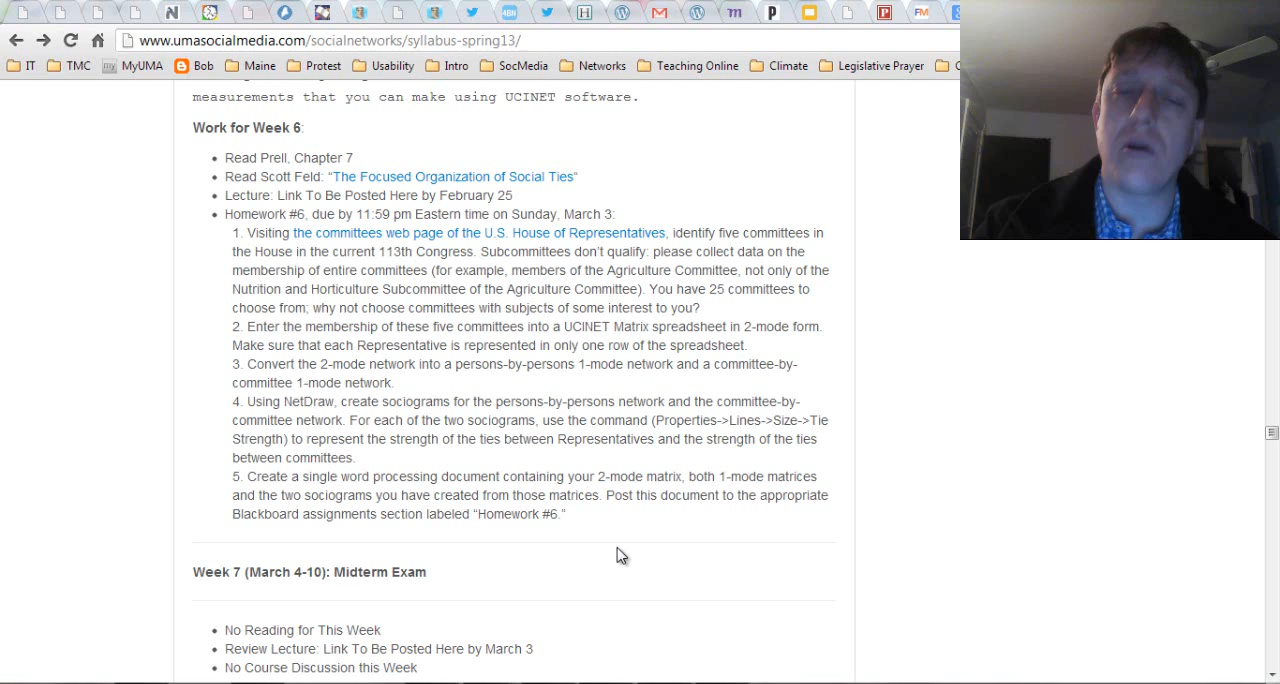 www.umasocialmedia.com/socialnetworks/syllabus-spring13/
IT TMC MyUMA Bob Maine Protest Usability Intro SocMedia Networks Teaching Online Climate Legislative Prayer
measurements that you can make using UCINET software.
Work for Week 6:
Read Prell, Chapter 7
Read Scott Feld: “The Focused Organization of Social Ties“
Lecture: Link To Be Posted Here by February 25
Homework #6, due by 11:59 pm Eastern time on Sunday, March 3:
1. Visiting the committees web page of the U.S. House of Representatives, identify five committees in
the House in the current 113th Congress. Subcommittees don’t qualify: please collect data on the
membership of entire committees (for example, members of the Agriculture Committee, not only of the
Nutrition and Horticulture Subcommittee of the Agriculture Committee). You have 25 committees to
choose from; why not choose committees with subjects of some interest to you?
2. Enter the membership of these five committees into a UCINET Matrix spreadsheet in 2-mode form.
Make sure that each Representative is represented in only one row of the spreadsheet.
3. Convert the 2-mode network into a persons-by-persons 1-mode network and a committee-by-
committee 1-mode network.
4. Using NetDraw, create sociograms for the persons-by-persons network and the committee-by-
committee network. For each of the two sociograms, use the command (Properties->Lines->Size->Tie
Strength) to represent the strength of the ties between Representatives and the strength of the ties
between committees.
5. Create a single word processing document containing your 2-mode matrix, both 1-mode matrices
and the two sociograms you have created from those matrices. Post this document to the appropriate
Blackboard assignments section labeled “Homework #6.”
Week 7 (March 4-10): Midterm Exam
No Reading for This Week
Review Lecture: Link To Be Posted Here by March 3
No Course Discussion this Week